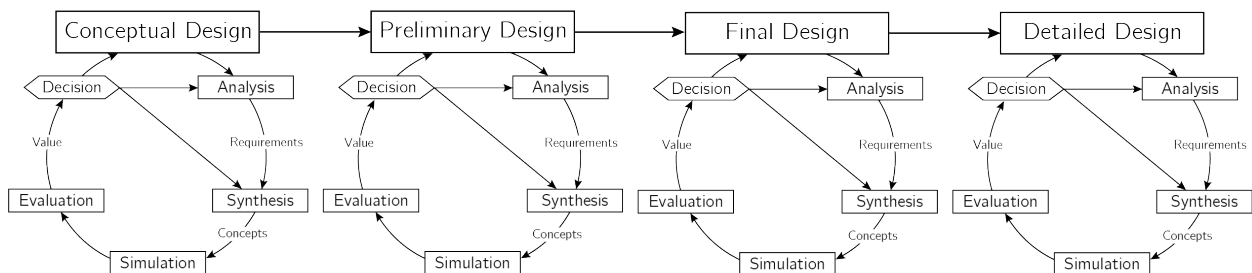 Conceptual Design
Decision
Analysis
Value
Requirements
Evaluation
Synthesis
Concepts
Simulation
Preliminary Design
Decision
Analysis
Value
Requirements
Evaluation
Synthesis
Concepts
Simulation
Final Design
Decision
Analysis
Value
Requirements
Evaluation
Synthesis
Concepts
Simulation
Detailed Design
Decision
Analysis
Value
Requirements
Evaluation
Synthesis
Concepts
Simulation